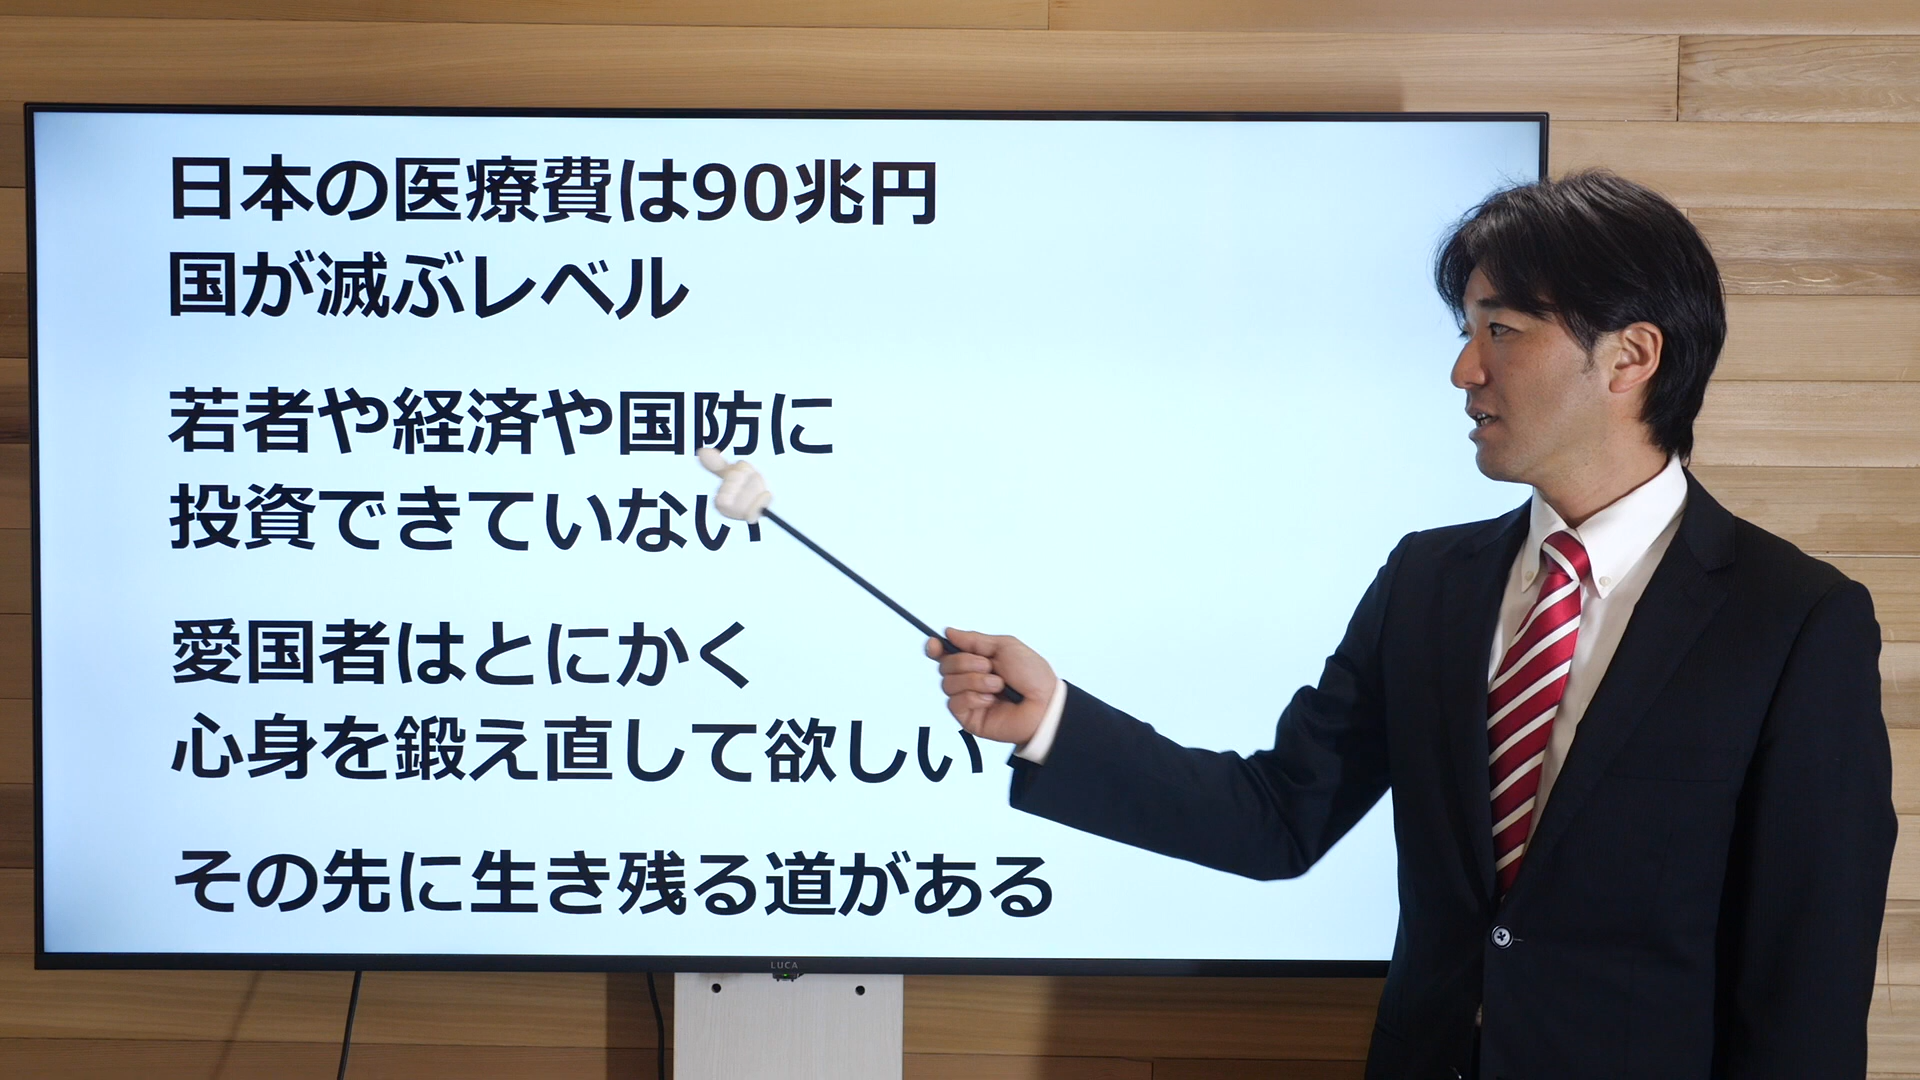 日本の医療費は90兆円
国が滅ぶレベル
若者や経済や国防に
投資できていない
愛国者はとにかく
心身を鍛え直して欲しい
その先に生き残る道がある
LUCA